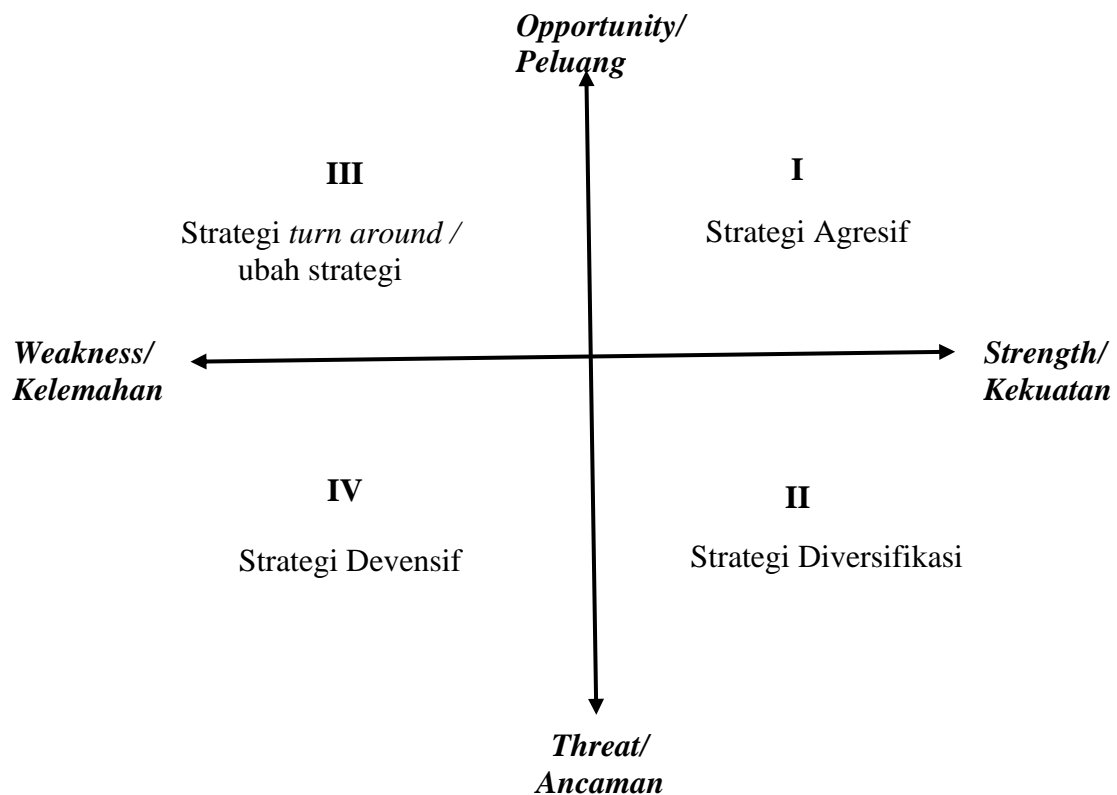 Opportunity/
Peluang
III
I
Strategi turn around /
ubah strategi
Strategi Agresif
Weakness/
Kelemahan
Strength/
Kekuatan
IV
II
Strategi Devensif
Strategi Diversifikasi
Threat/
Ancaman